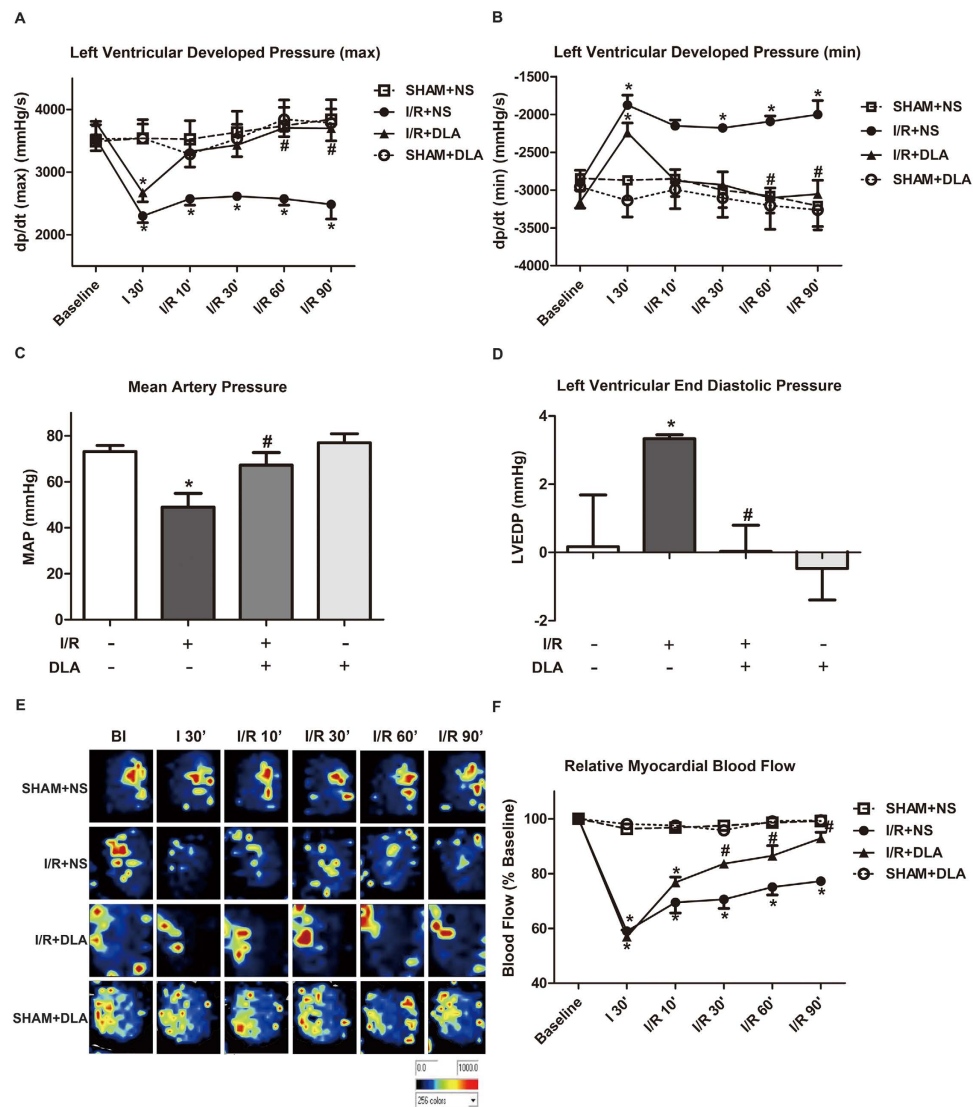 A
Left Ventricular Developed Pressure (max)
dp/dt (max) (mmHg/s)
4000
3000
2000
* * * * * * *
# #
Baseline
I 30'
I/R 10'
I/R 30'
I/R 60'
I/R 90'
SHAM+NS
I/R+NS
I/R+DLA
SHAM+DLA
B
Left Ventricular Developed Pressure (min)
dp/dt (min) (mmHg/s)
-1500
-2000
-2500
-3000
-3500
-4000
* * * * *
# #
Baseline
I 30'
I/R 10'
I/R 30'
I/R 60'
I/R 90'
SHAM+NS
I/R+NS
I/R+DLA
SHAM+DLA
C
Mean Artery Pressure
MAP (mmHg)
80
60
40
20
0
*
#
I/R - + + -
DLA - - + +
D
Left Ventricular End Diastolic Pressure
LVEDP (mmHg)
4
2
0
-2
*
#
I/R - + + -
DLA - - + +
E
BI I 30' I/R 10' I/R 30' I/R 60' I/R 90'
SHAM+NS
I/R+NS
I/R+DLA
SHAM+DLA
0.0 1000.0
256 colors
F
Relative Myocardial Blood Flow
Blood Flow (% Baseline)
100
80
60
40
* * * * * * *
# # #
Baseline
I 30'
I/R 10'
I/R 30'
I/R 60'
I/R 90'
SHAM+NS
I/R+NS
I/R+DLA
SHAM+DLA